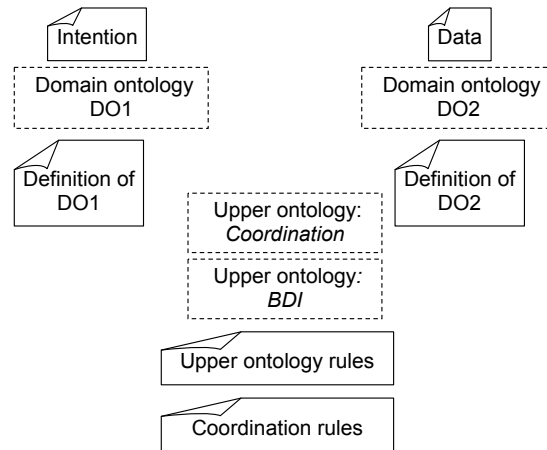 Intention
Data
Domain ontology
DO1
Domain ontology
DO2
Definition of
DO1
Definition of
DO2
Upper ontology:
Coordination
Upper ontology:
BDI
Upper ontology rules
Coordination rules